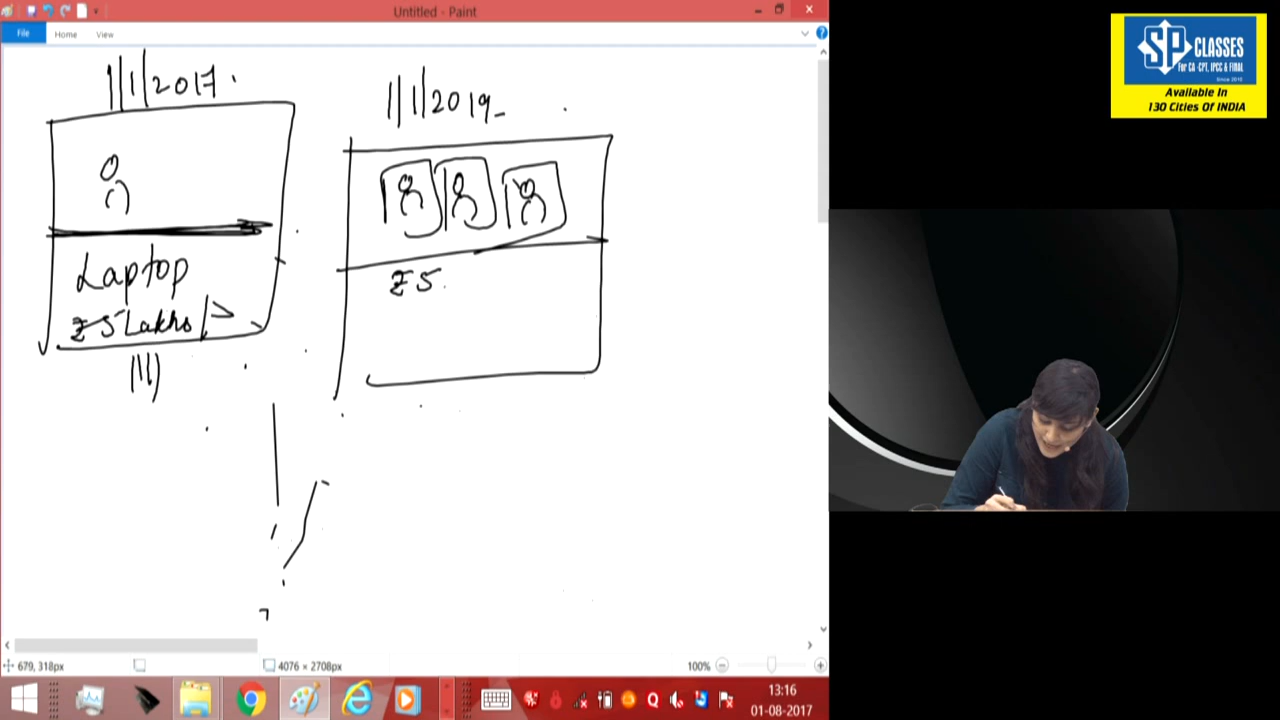 Untitled - Paint
File Home View
1/1/2017.
1/1/2019
Laptop
₹5 Lakhs/-
₹ 5
679, 318px
4076 × 2708px
100%
13:16
01-08-2017
SP CLASSES
For CA -CPT, IPCC & FINAL
Since 2010
Available In
130 Cities Of INDIA